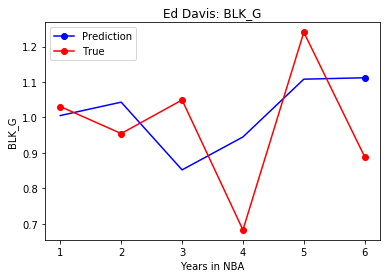 Ed Davis: BLK_G
Prediction
True
1.2
1.1
1.0
0.9
0.8
0.7
BLK_G
1 2 3 4 5 6
Years in NBA